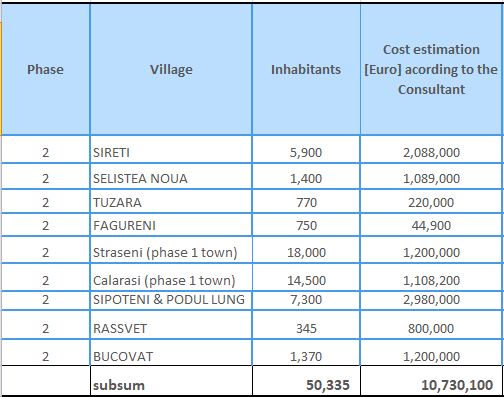 Phase Village Inhabitants Cost estimation [Euro] acording to the Consultant
2 SIRETI 5,900 2,088,000
2 SELISTEA NOUA 1,400 1,089,000
2 TUZARA 770 220,000
2 FAGURENI 750 44,900
2 Straseni (phase 1 town) 18,000 1,200,000
2 Calarasi (phase 1 town) 14,500 1,108,200
2 SIPOTENI & PODUL LUNG 7,300 2,980,000
2 RASSVET 345 800,000
2 BUCOVAT 1,370 1,200,000
subsum 50,335 10,730,100